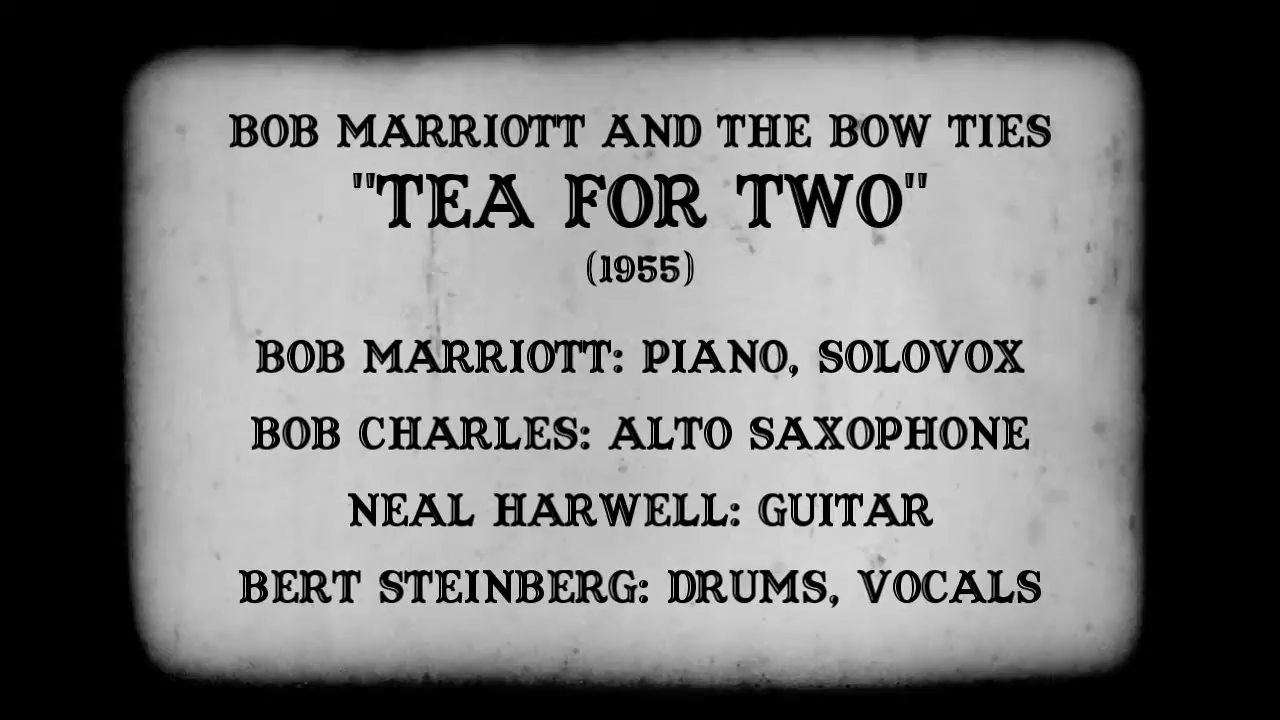 BOB MARRIOTT AND THE BOW TIES
"TEA FOR TWO"
(1955)
BOB MARRIOTT: PIANO, SOLOVOX
BOB CHARLES: ALTO SAXOPHONE
NEAL HARWELL: GUITAR
BERT STEINBERG: DRUMS, VOCALS